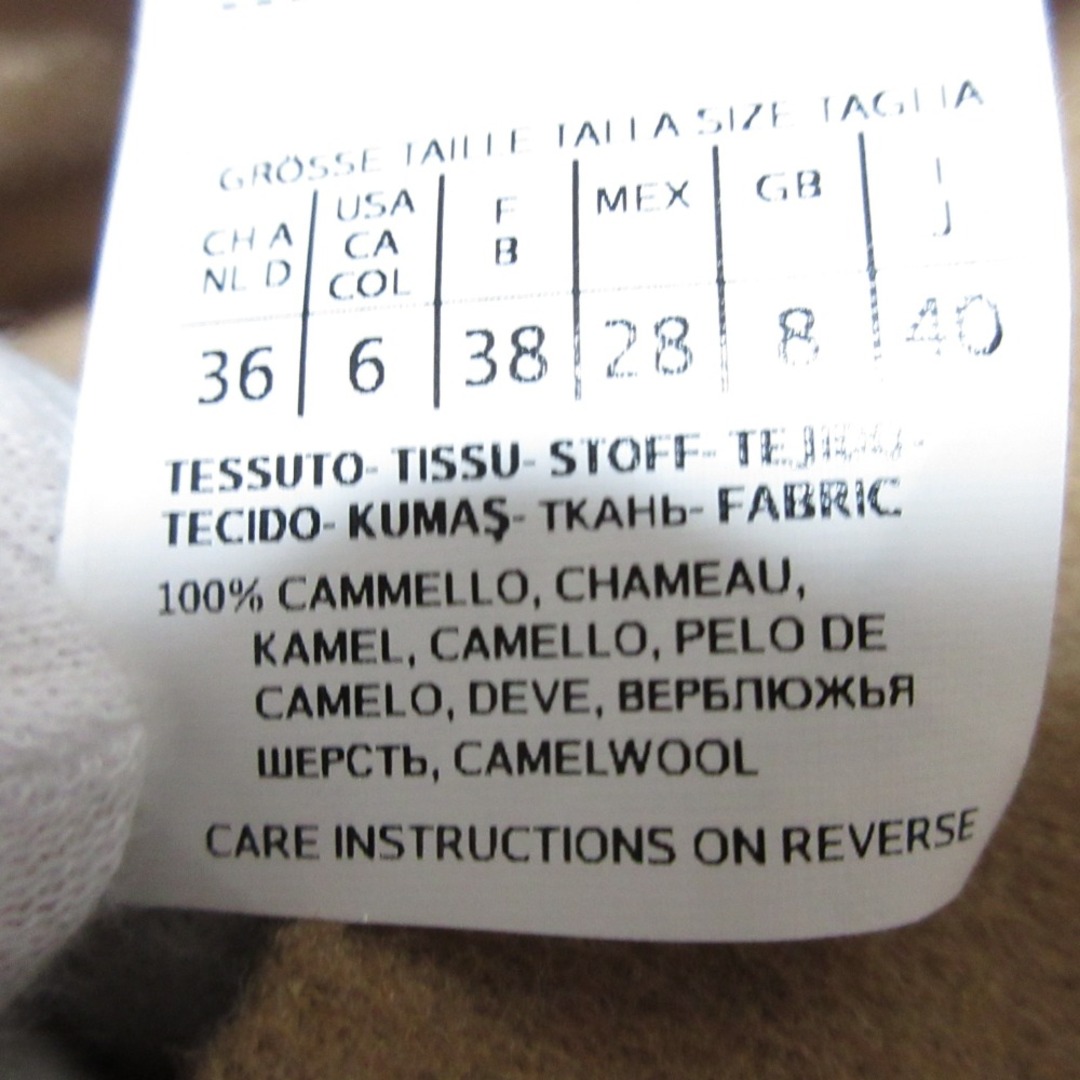 GRÖSSE TAILLE TALLA SIZE TAGLIA
CH A NL D | USA CA COL | F B | MEX | GB | I J
36 | 6 | 38 | 28 | 8 | 40
TESSUTO- TISSU- STOFF- TEJIDO-
TECIDO- KUMAŞ- ТКАНЬ- FABRIC
100% CAMMELLO, CHAMEAU,
KAMEL, CAMELLO, PELO DE
CAMELO, DEVE, ВЕРБЛЮЖЬЯ
ШЕРСТЬ, CAMELWOOL
CARE INSTRUCTIONS ON REVERSE